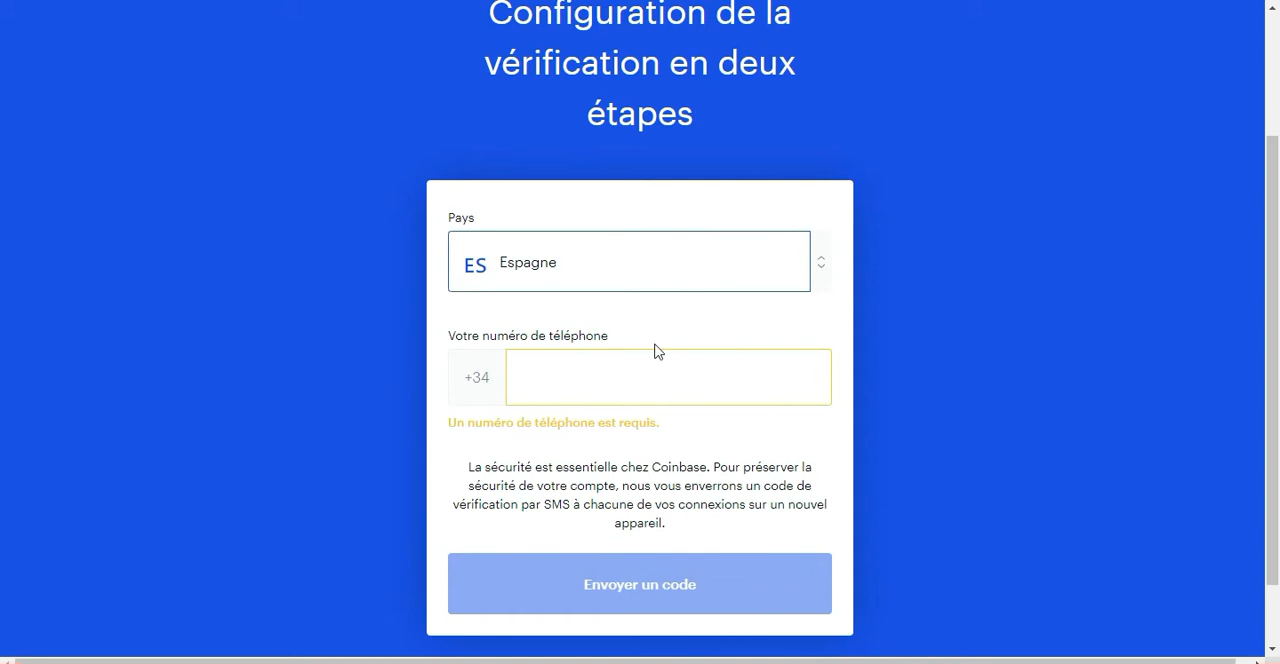 Configuration de la
vérification en deux
étapes
Pays
ES Espagne
Votre numéro de téléphone
+34
Un numéro de téléphone est requis.
La sécurité est essentielle chez Coinbase. Pour préserver la
sécurité de votre compte, nous vous enverrons un code de
vérification par SMS à chacune de vos connexions sur un nouvel
appareil.
Envoyer un code